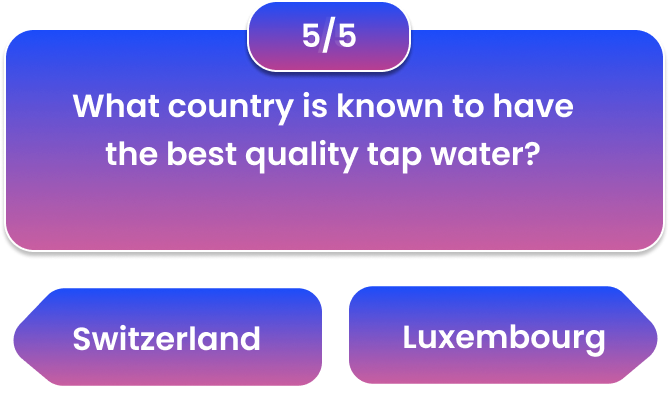 5/5
What country is known to have
the best quality tap water?
Switzerland
Luxembourg